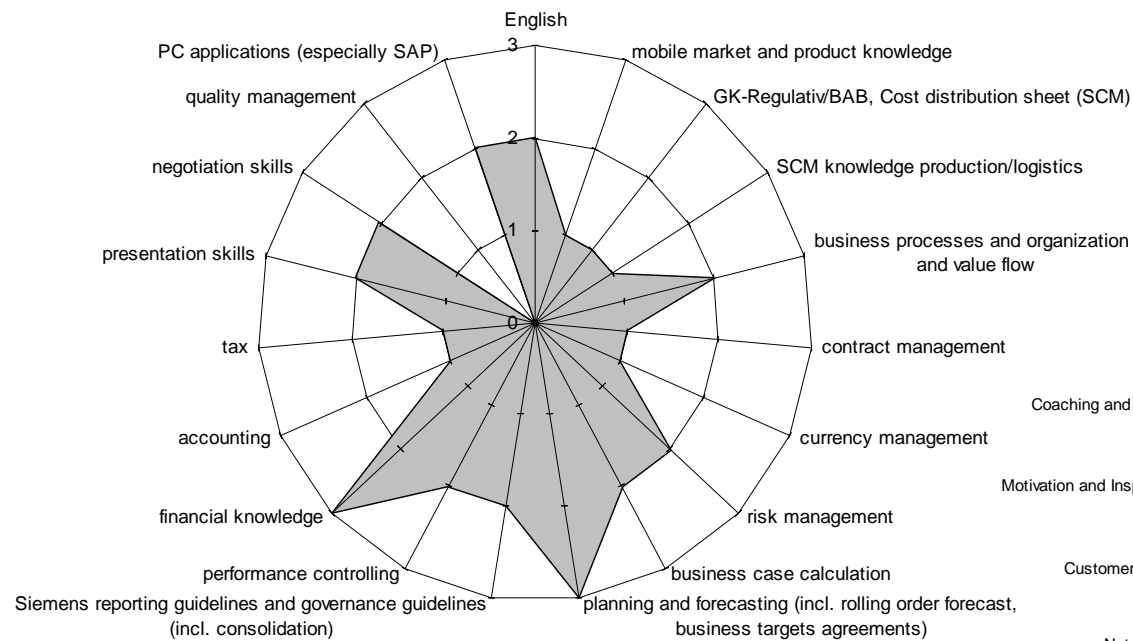 English
3
PC applications (especially SAP)
mobile market and product knowledge
quality management
GK-Regulativ/BAB, Cost distribution sheet (SCM)
2
negotiation skills
SCM knowledge production/logistics
1
presentation skills
business processes and organization
and value flow
0
tax
contract management
Coaching and
accounting
currency management
Motivation and
financial knowledge
risk management
Customer
performance controlling
business case calculation
Siemens reporting guidelines and governance guidelines
(incl. consolidation)
planning and forecasting (incl. rolling order forecast,
business targets agreements)